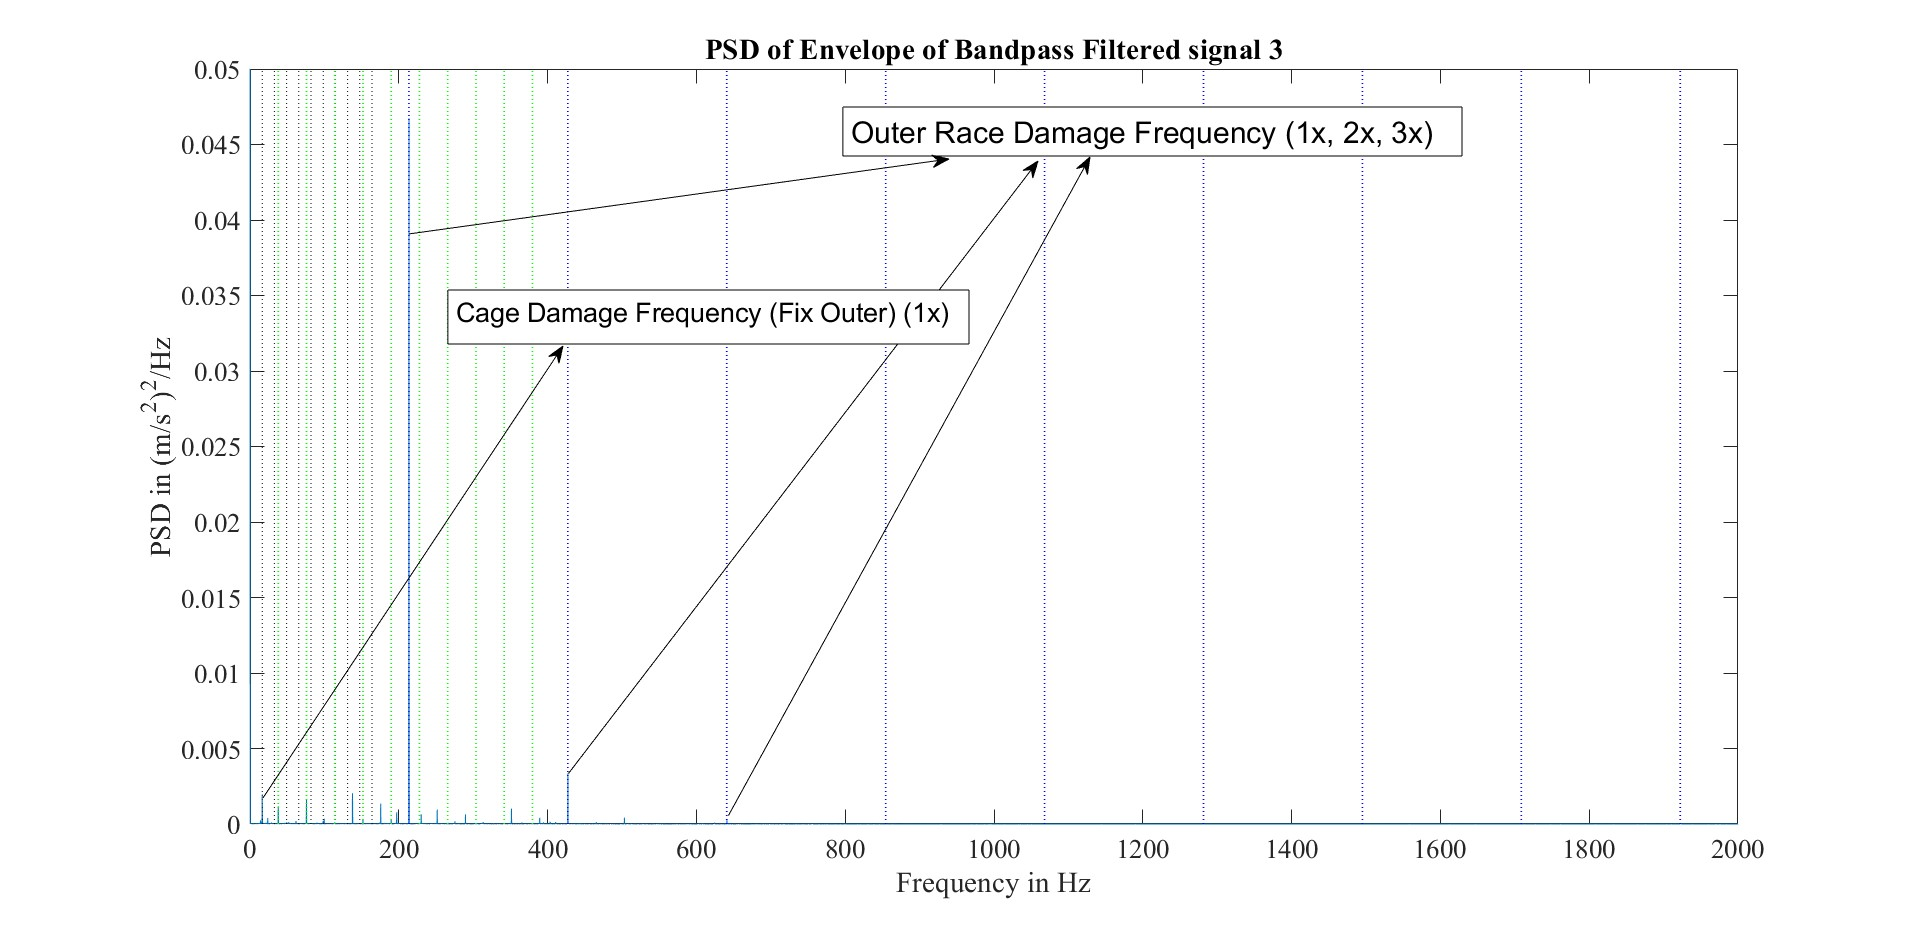 PSD of Envelope of Bandpass Filtered signal 3
0.05
0.045
0.04
0.035
0.03
0.025
0.02
0.015
0.01
0.005
0
PSD in (m/s²)²/Hz
Outer Race Damage Frequency (1x, 2x, 3x)
Cage Damage Frequency (Fix Outer) (1x)
0 200 400 600 800 1000 1200 1400 1600 1800 2000
Frequency in Hz